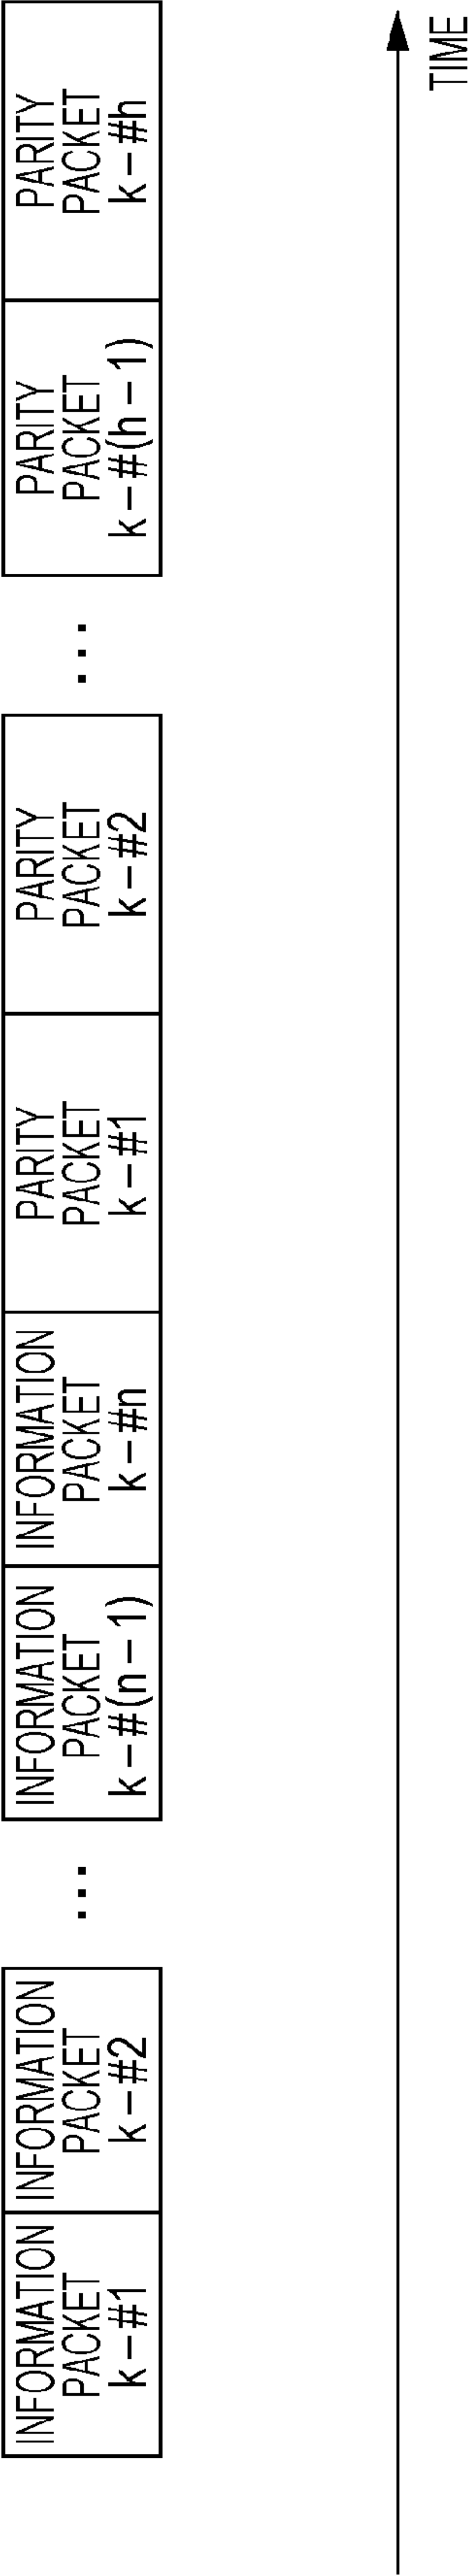 INFORMATION
PACKET
k-#1
INFORMATION
PACKET
k-#2
...
INFORMATION
PACKET
k-#(n-1)
INFORMATION
PACKET
k-#n
PARITY
PACKET
k-#1
PARITY
PACKET
k-#2
...
PARITY
PACKET
k-#(h-1)
PARITY
PACKET
k-#h
TIME